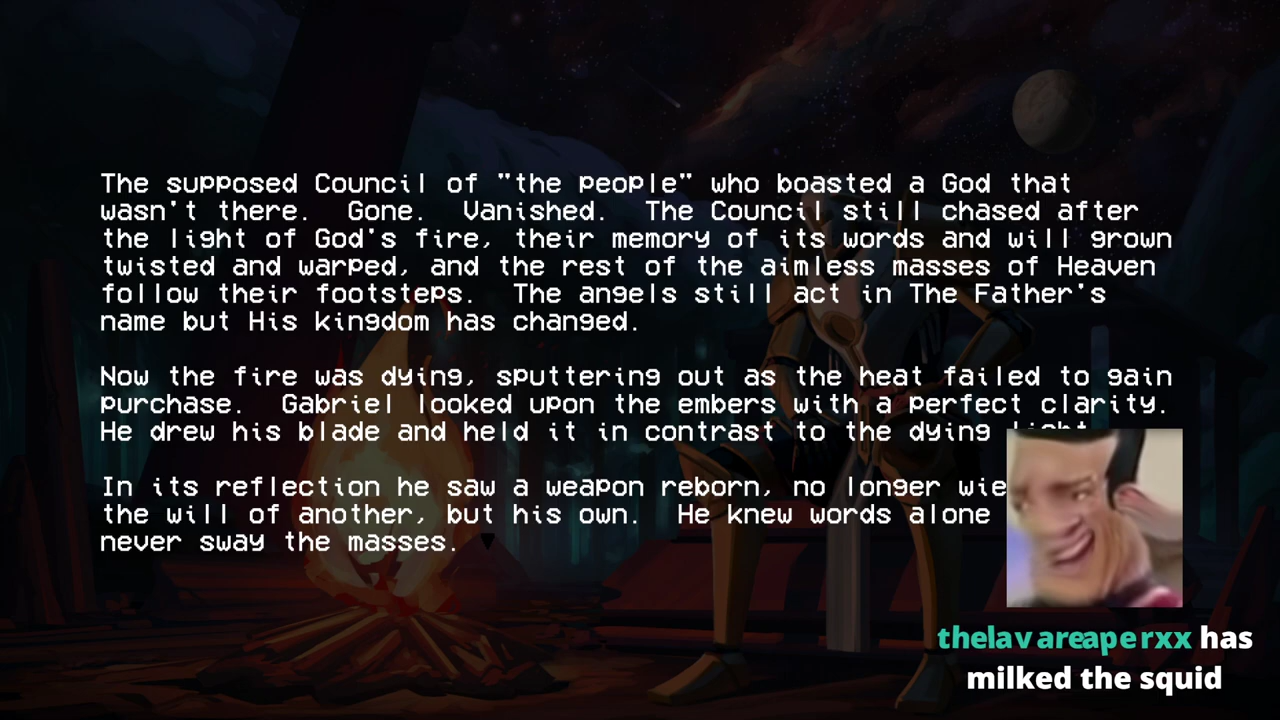 The supposed Council of "the people" who boasted a God that
wasn't there.  Gone.  Vanished.  The Council still chased after
the light of God's fire, their memory of its words and will grown
twisted and warped, and the rest of the aimless masses of Heaven
follow their footsteps.  The angels still act in The Father's
name but His kingdom has changed.
Now the fire was dying, sputtering out as the heat failed to gain
purchase.  Gabriel looked upon the embers with a perfect clarity.
He drew his blade and held it in contrast to the dying
In its reflection he saw a weapon reborn, no longer
the will of another, but his own.  He knew words alone
never sway the masses.
thelavareaperxx has
milked the squid